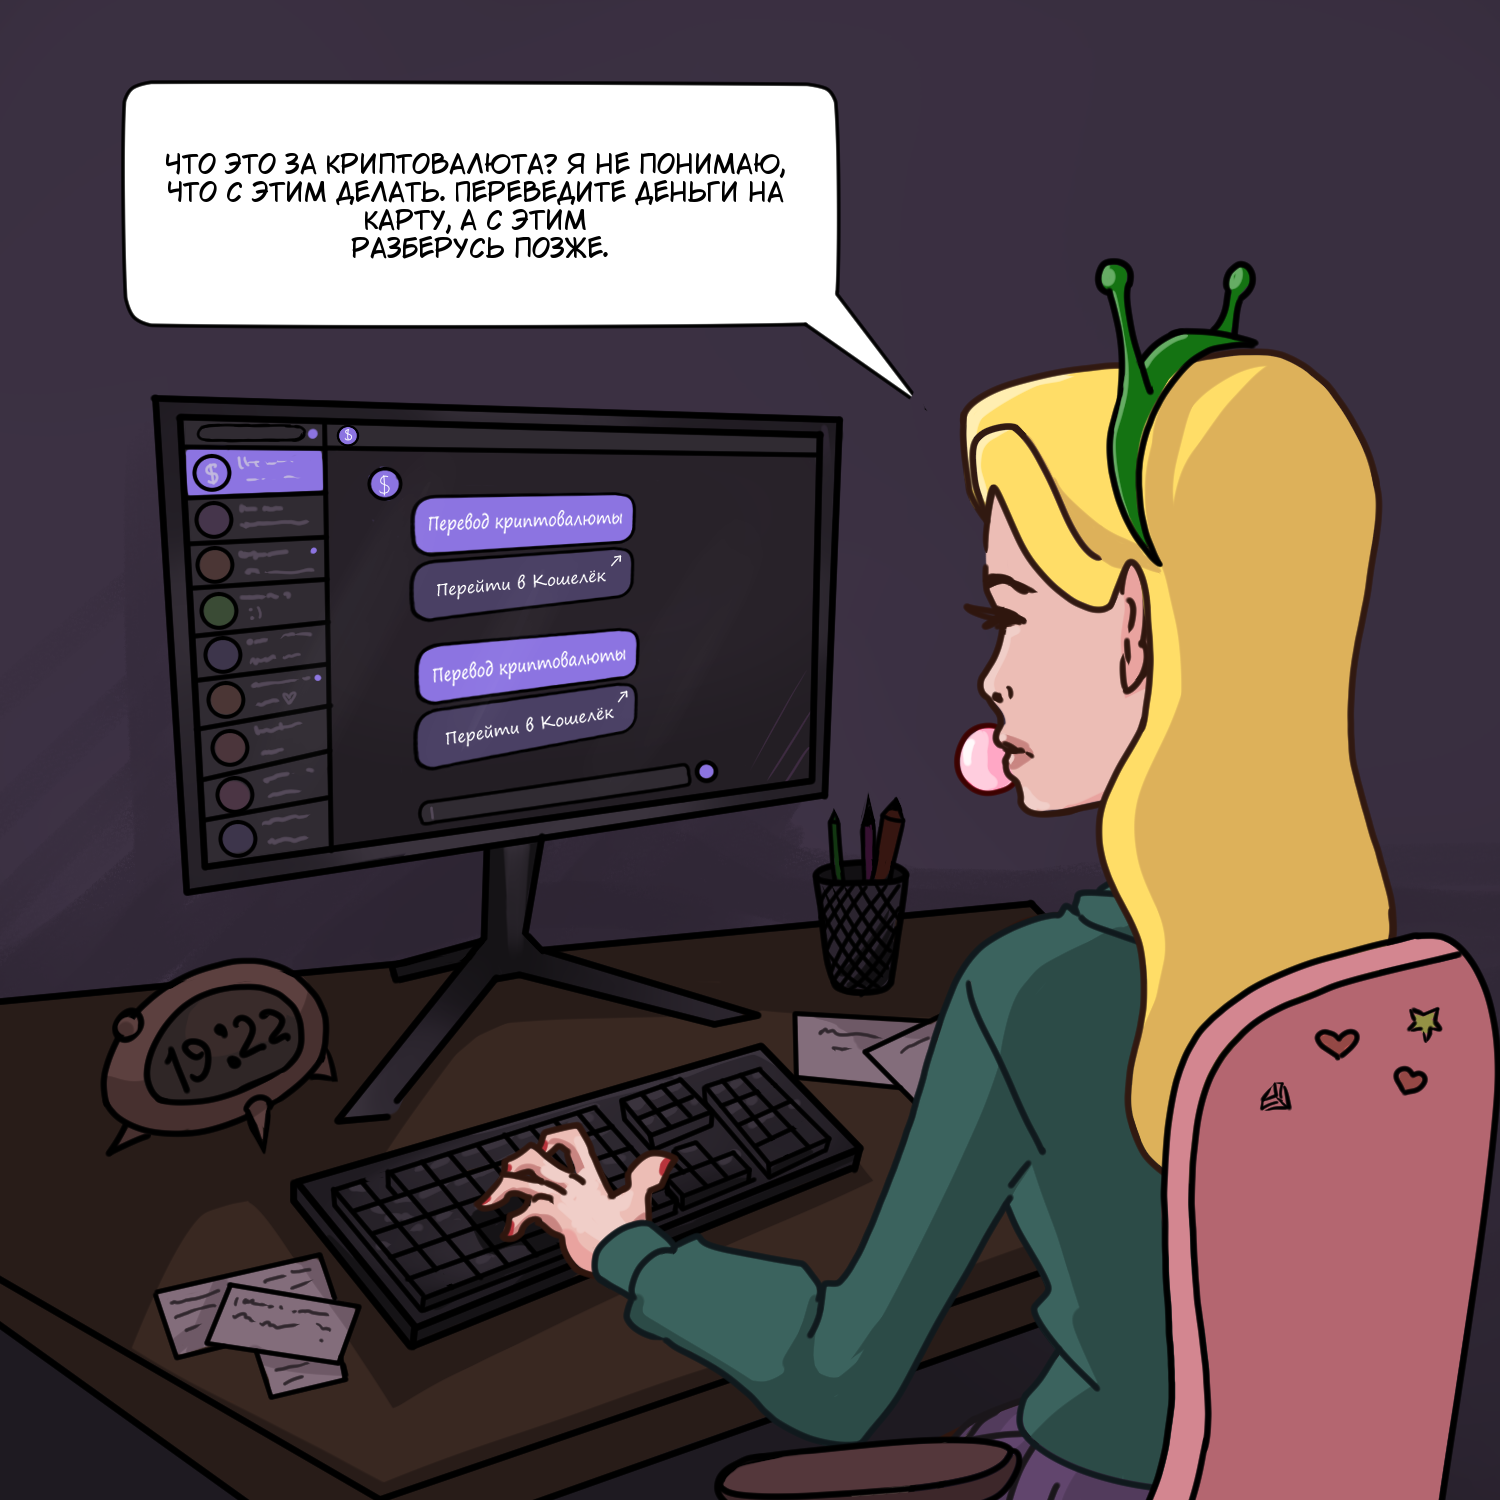 ЧТО ЭТО ЗА КРИПТОВАЛЮТА? Я НЕ ПОНИМАЮ,
ЧТО С ЭТИМ ДЕЛАТЬ. ПЕРЕВЕДИТЕ ДЕНЬГИ НА
КАРТУ, А С ЭТИМ
РАЗБЕРУСЬ ПОЗЖЕ.
$
$
$
Перевод криптовалюты
Перейти в Кошелёк
:)
Перевод криптовалюты
Перейти в Кошелёк
19:22